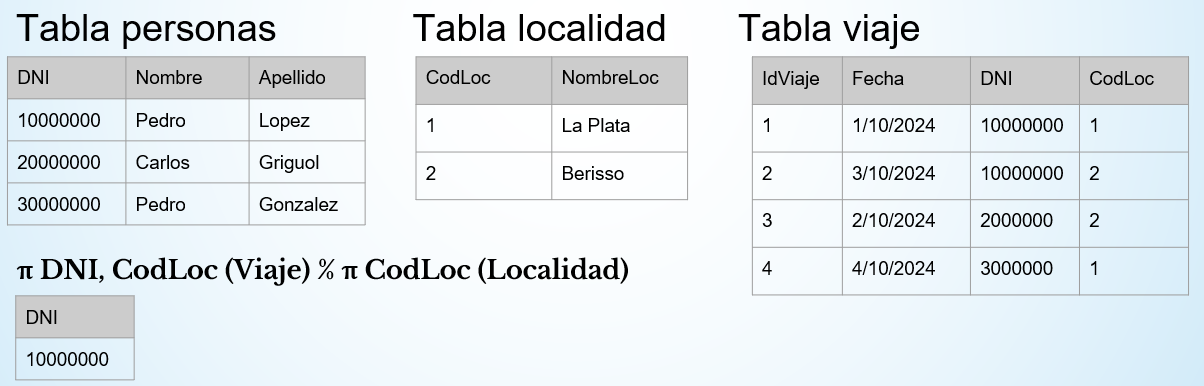 Tabla personas
DNI Nombre Apellido
10000000 Pedro Lopez
20000000 Carlos Griguol
30000000 Pedro Gonzalez
Tabla localidad
CodLoc NombreLoc
1 La Plata
2 Berisso
Tabla viaje
IdViaje Fecha DNI CodLoc
1 1/10/2024 10000000 1
2 3/10/2024 10000000 2
3 2/10/2024 2000000 2
4 4/10/2024 3000000 1
π DNI, CodLoc (Viaje) % π CodLoc (Localidad)
DNI
10000000